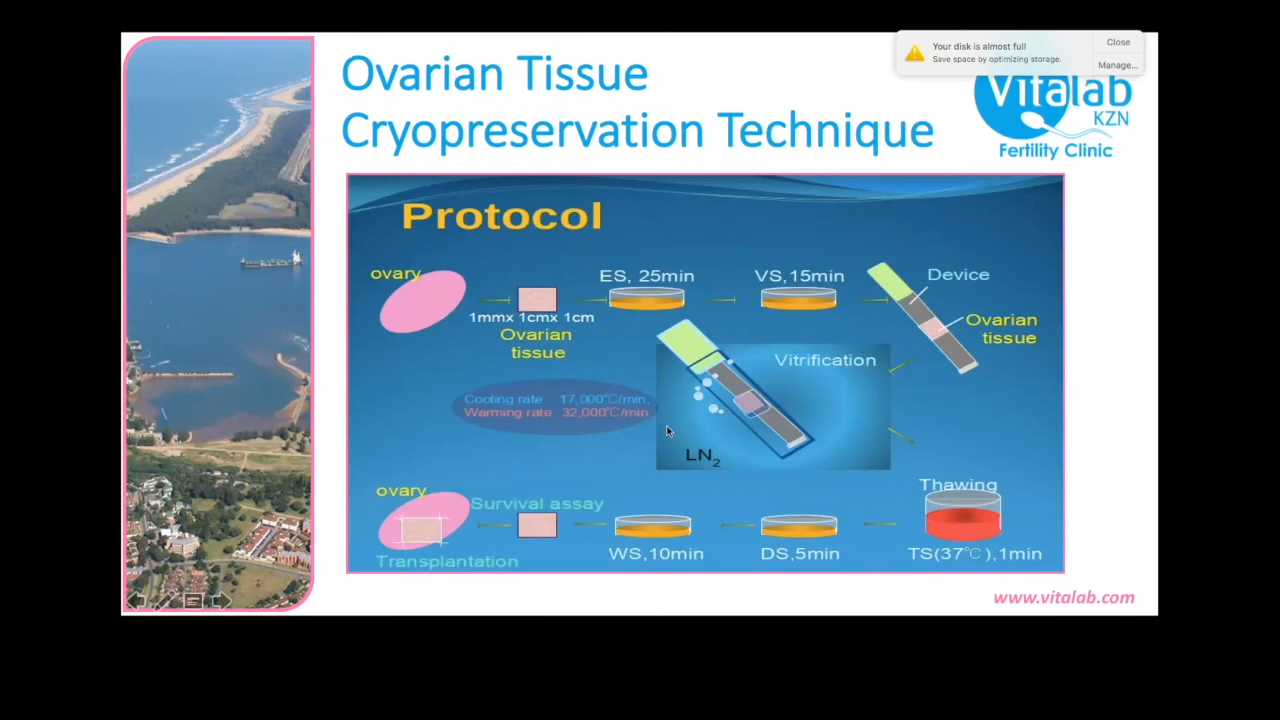 Ovarian Tissue
Cryopreservation Technique
Your disk is almost full
Save space by optimizing storage.
Close
Manage...
Vitalab
KZN
Fertility Clinic
Protocol
ovary
1mmx 1cmx 1cm
Ovarian
tissue
ES, 25min
VS,15min
Device
Ovarian
tissue
Vitrification
LN2
Cooling rate 17,000℃/min.
Warming rate 32,000℃/min
Thawing
TS(37℃),1min
DS,5min
WS,10min
Survival assay
ovary
Transplantation
www.vitalab.com